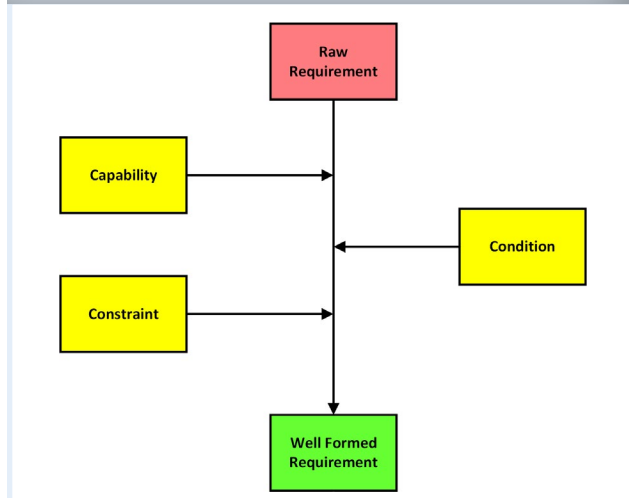 Raw
Requirement
Capability
Condition
Constraint
Well Formed
Requirement